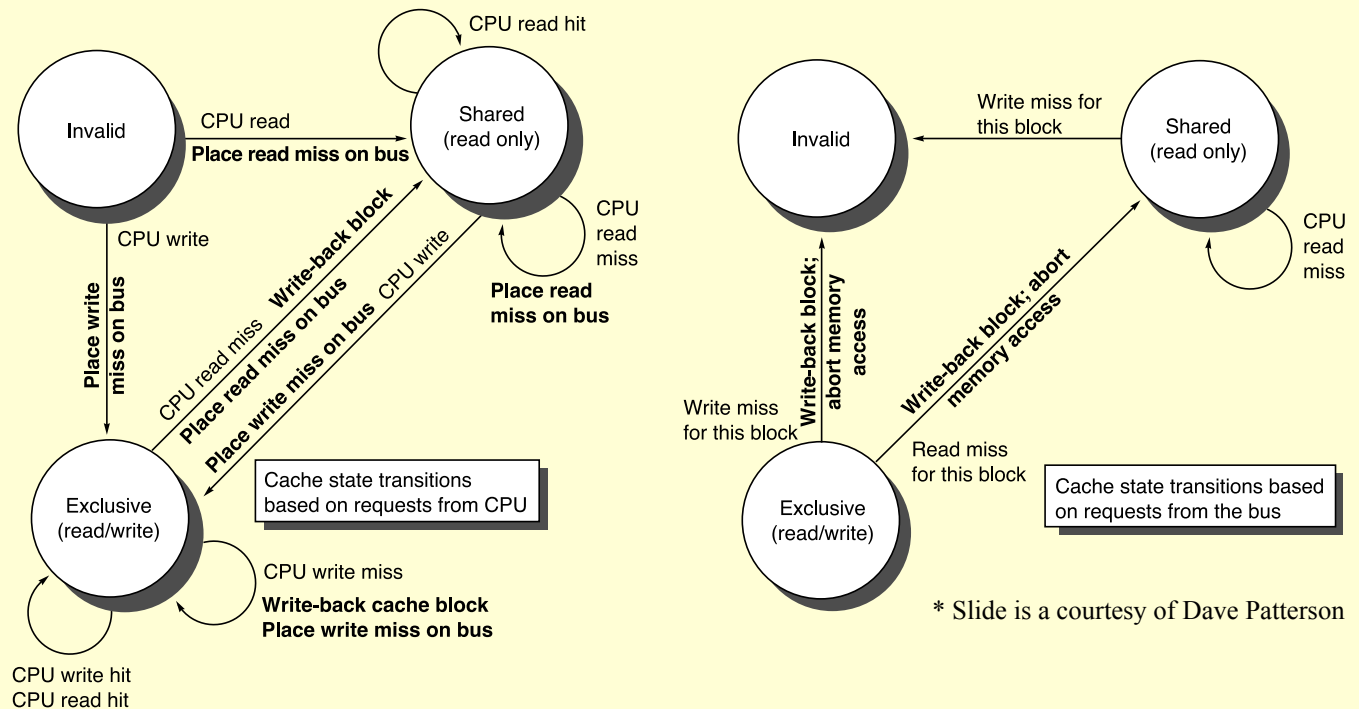 CPU read hit
Invalid
Shared
(read only)
CPU read
Place read miss on bus
CPU write
Place write
miss on bus
CPU read miss
Write-back block
Place read miss on bus
Place write miss on bus
CPU write
CPU
read
miss
Place read
miss on bus
Exclusive
(read/write)
Cache state transitions
based on requests from CPU
CPU write miss
Write-back cache block
Place write miss on bus
CPU write hit
CPU read hit
Invalid
Write miss for
this block
Shared
(read only)
CPU
read
miss
Write-back block;
abort memory
access
Write-back block; abort
memory access
Write miss
for this block
Read miss
for this block
Exclusive
(read/write)
Cache state transitions based
on requests from the bus
* Slide is a courtesy of Dave Patterson